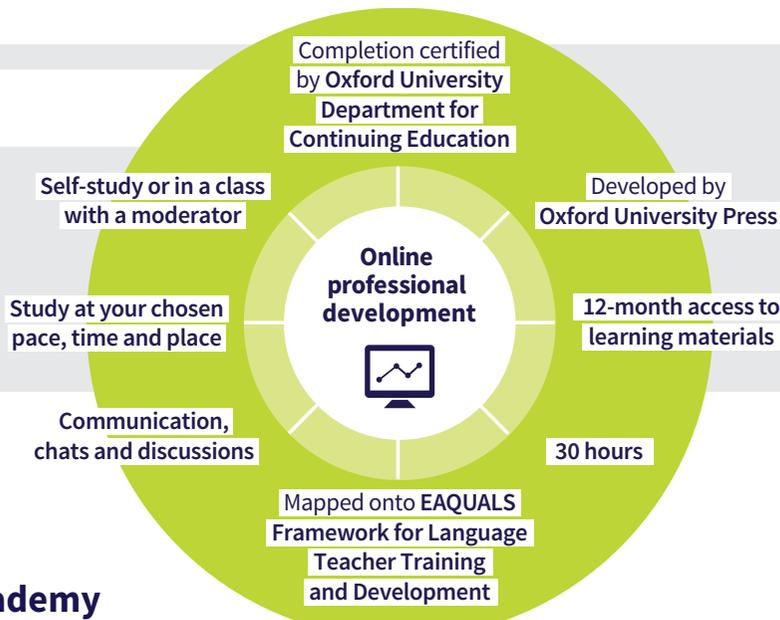 Completion certified
by Oxford University
Department for
Continuing Education
Self-study or in a class
with a moderator
Developed by
Oxford University Press
Online
professional
development
Study at your chosen
pace, time and place
12-month access to
learning materials
Communication,
chats and discussions
30 hours
Mapped onto EAQUALS
Framework for Language
Teacher Training
and Development